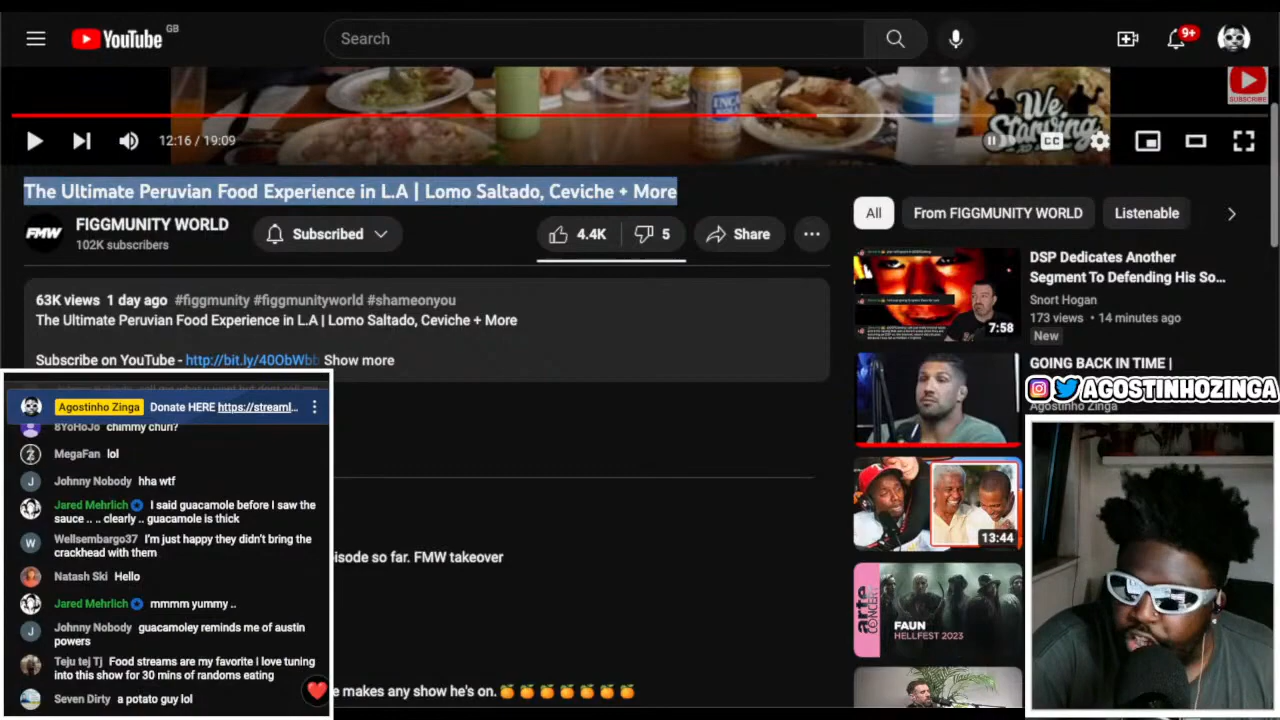 YouTube GB
Search
9+
SUBSCRIBE
INCA
We Starving
12:16 / 19:09
CC
The Ultimate Peruvian Food Experience in L.A | Lomo Saltado, Ceviche + More
FMW
FIGGMUNITY WORLD
102K subscribers
Subscribed
4.4K
5
Share
63K views 1 day ago #figgmunity #figgmunityworld #shameonyou
The Ultimate Peruvian Food Experience in L.A | Lomo Saltado, Ceviche + More
Subscribe on YouTube - http://bit.ly/40ObWbb Show more
All
From FIGGMUNITY WORLD
Listenable
DSP Dedicates Another
Segment To Defending His So...
Snort Hogan
173 views • 14 minutes ago
New
7:58
GOING BACK IN TIME |
Agostinho Zinga
AGOSTINHOZINGA
13:44
arte
CONCERT
FAUN
HELLFEST 2023
Agostinho Zinga Donate HERE https://streaml...
8YoHoJo chimmy churi?
MegaFan lol
Johnny Nobody hha wtf
Jared Mehrlich I said guacamole before I saw the
sauce .. .. clearly .. guacamole is thick
Wellsembargo37 I'm just happy they didn't bring the
crackhead with them
Natash Ski Hello
Jared Mehrlich mmmm yummy ..
Johnny Nobody guacamoley reminds me of austin
powers
Teju tej Tj Food streams are my favorite I love tuning
into this show for 30 mins of random eating
Seven Dirty a potato guy lol
isode so far. FMW takeover
e makes any show he's on. 🍊🍊🍊🍊🍊🍊